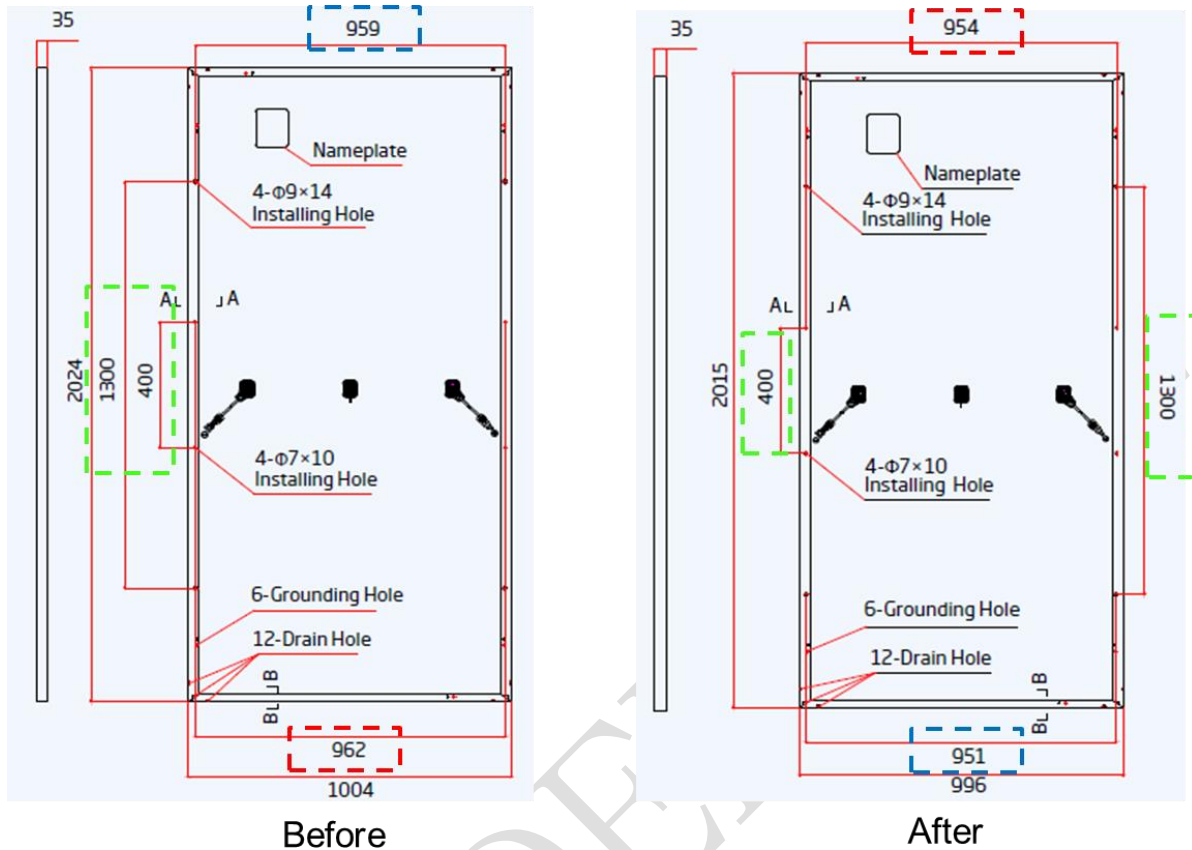 35
959
Nameplate
4-Φ9×14
Installing Hole
A A
2024
1300
400
4-Φ7×10
Installing Hole
6-Grounding Hole
12-Drain Hole
B
B
962
1004
Before
35
954
Nameplate
4-Φ9×14
Installing Hole
A A
2015
400
1300
4-Φ7×10
Installing Hole
6-Grounding Hole
12-Drain Hole
B
B
951
996
After